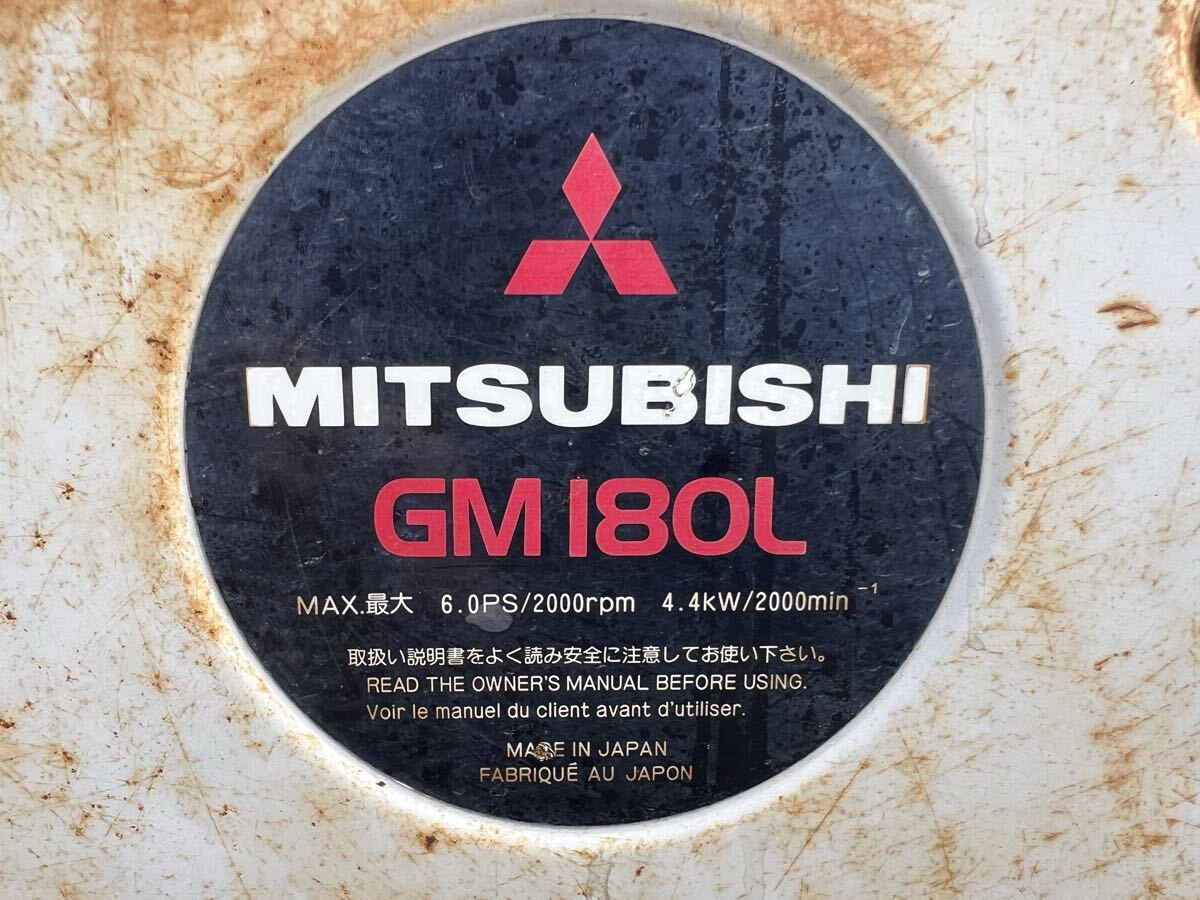 MITSUBISHI
GM180L
MAX.最大 6.0PS/2000rpm 4.4kW/2000min⁻¹
取扱い説明書をよく読み安全に注意してお使い下さい。
READ THE OWNER'S MANUAL BEFORE USING.
Voir le manuel du client avant d'utiliser.
MADE IN JAPAN
FABRIQUÉ AU JAPON